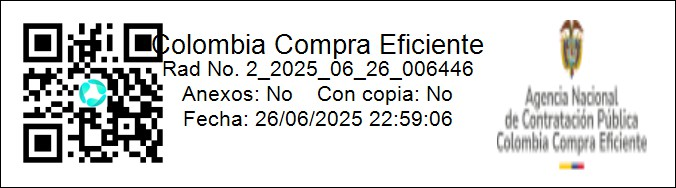 Colombia Compra Eficiente
Rad No. 2_2025_06_26_006446
Anexos: No Con copia: No
Fecha: 26/06/2025 22:59:06
Agencia Nacional
de Contratación Pública
Colombia Compra Eficiente